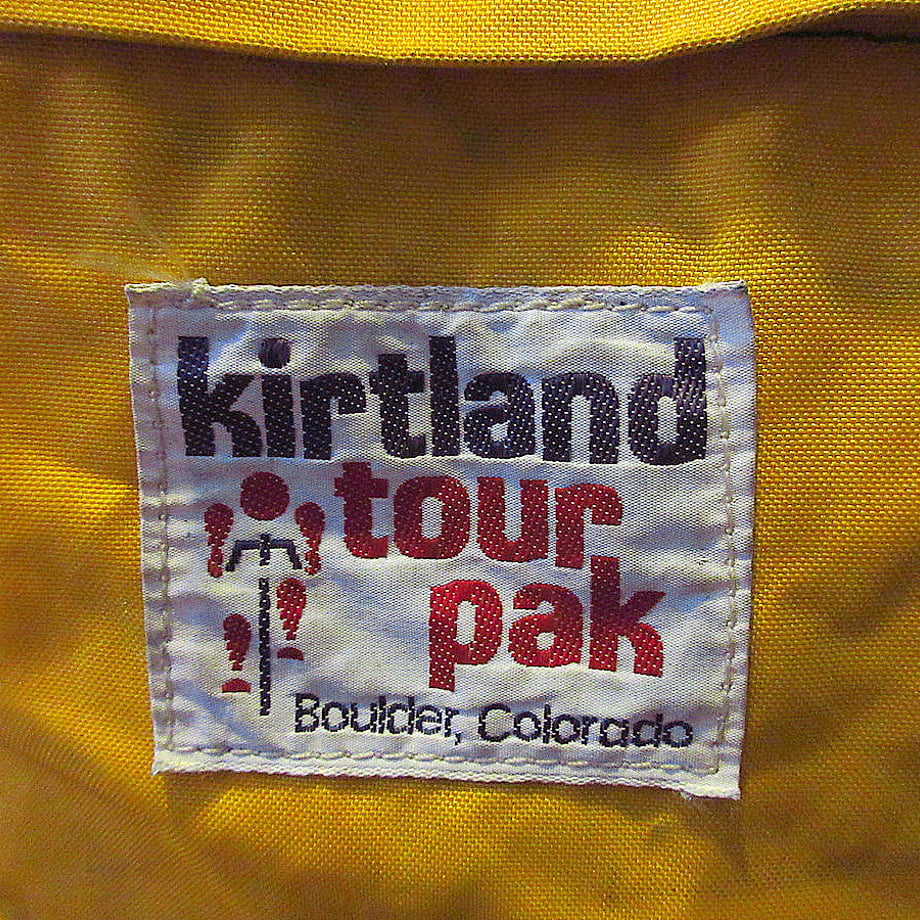 kirtland
tour
pak
Boulder, Colorado